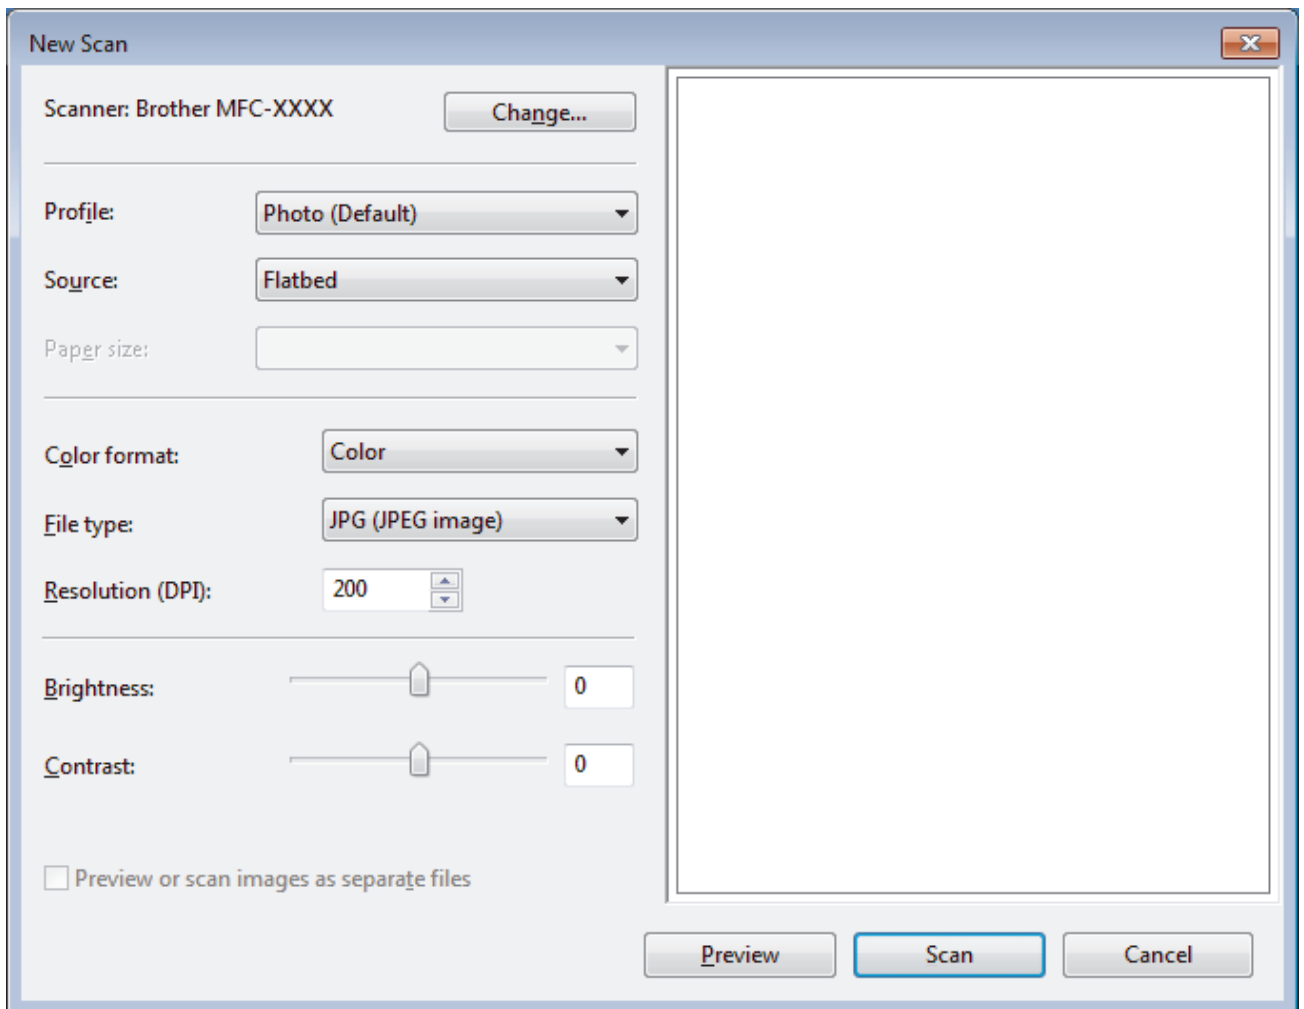 New Scan
Scanner: Brother MFC-XXXX
Change...
Profile:
Photo (Default)
Source:
Flatbed
Paper size:
Color format:
Color
File type:
JPG (JPEG image)
Resolution (DPI):
200
Brightness:
0
Contrast:
0
Preview or scan images as separate files
Preview
Scan
Cancel